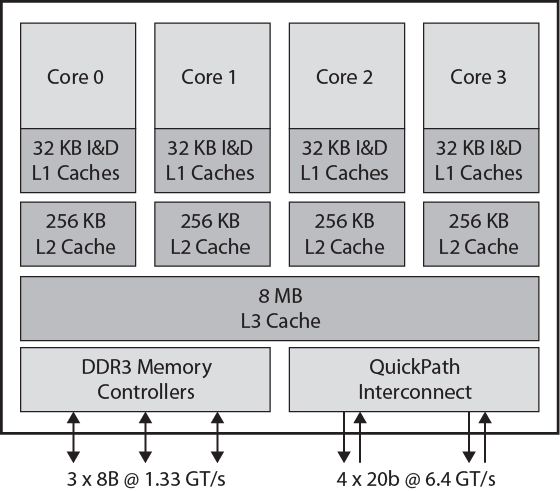 Core 0
Core 1
Core 2
Core 3
32 KB I&D
L1 Caches
32 KB I&D
L1 Caches
32 KB I&D
L1 Caches
32 KB I&D
L1 Caches
256 KB
L2 Cache
256 KB
L2 Cache
256 KB
L2 Cache
256 KB
L2 Cache
8 MB
L3 Cache
DDR3 Memory
Controllers
QuickPath
Interconnect
3 x 8B @ 1.33 GT/s
4 x 20b @ 6.4 GT/s